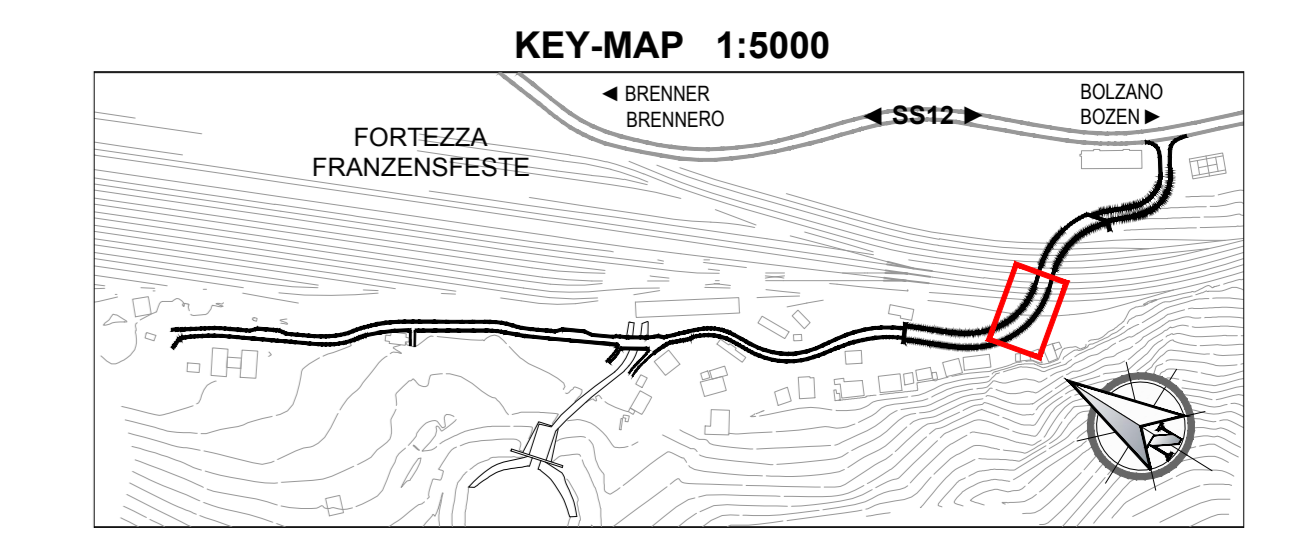 KEY-MAP 1:5000
◄ BRENNER
BRENNERO
◄ SS12 ►
BOLZANO
BOZEN ►
FORTEZZA
FRANZENSFESTE
N